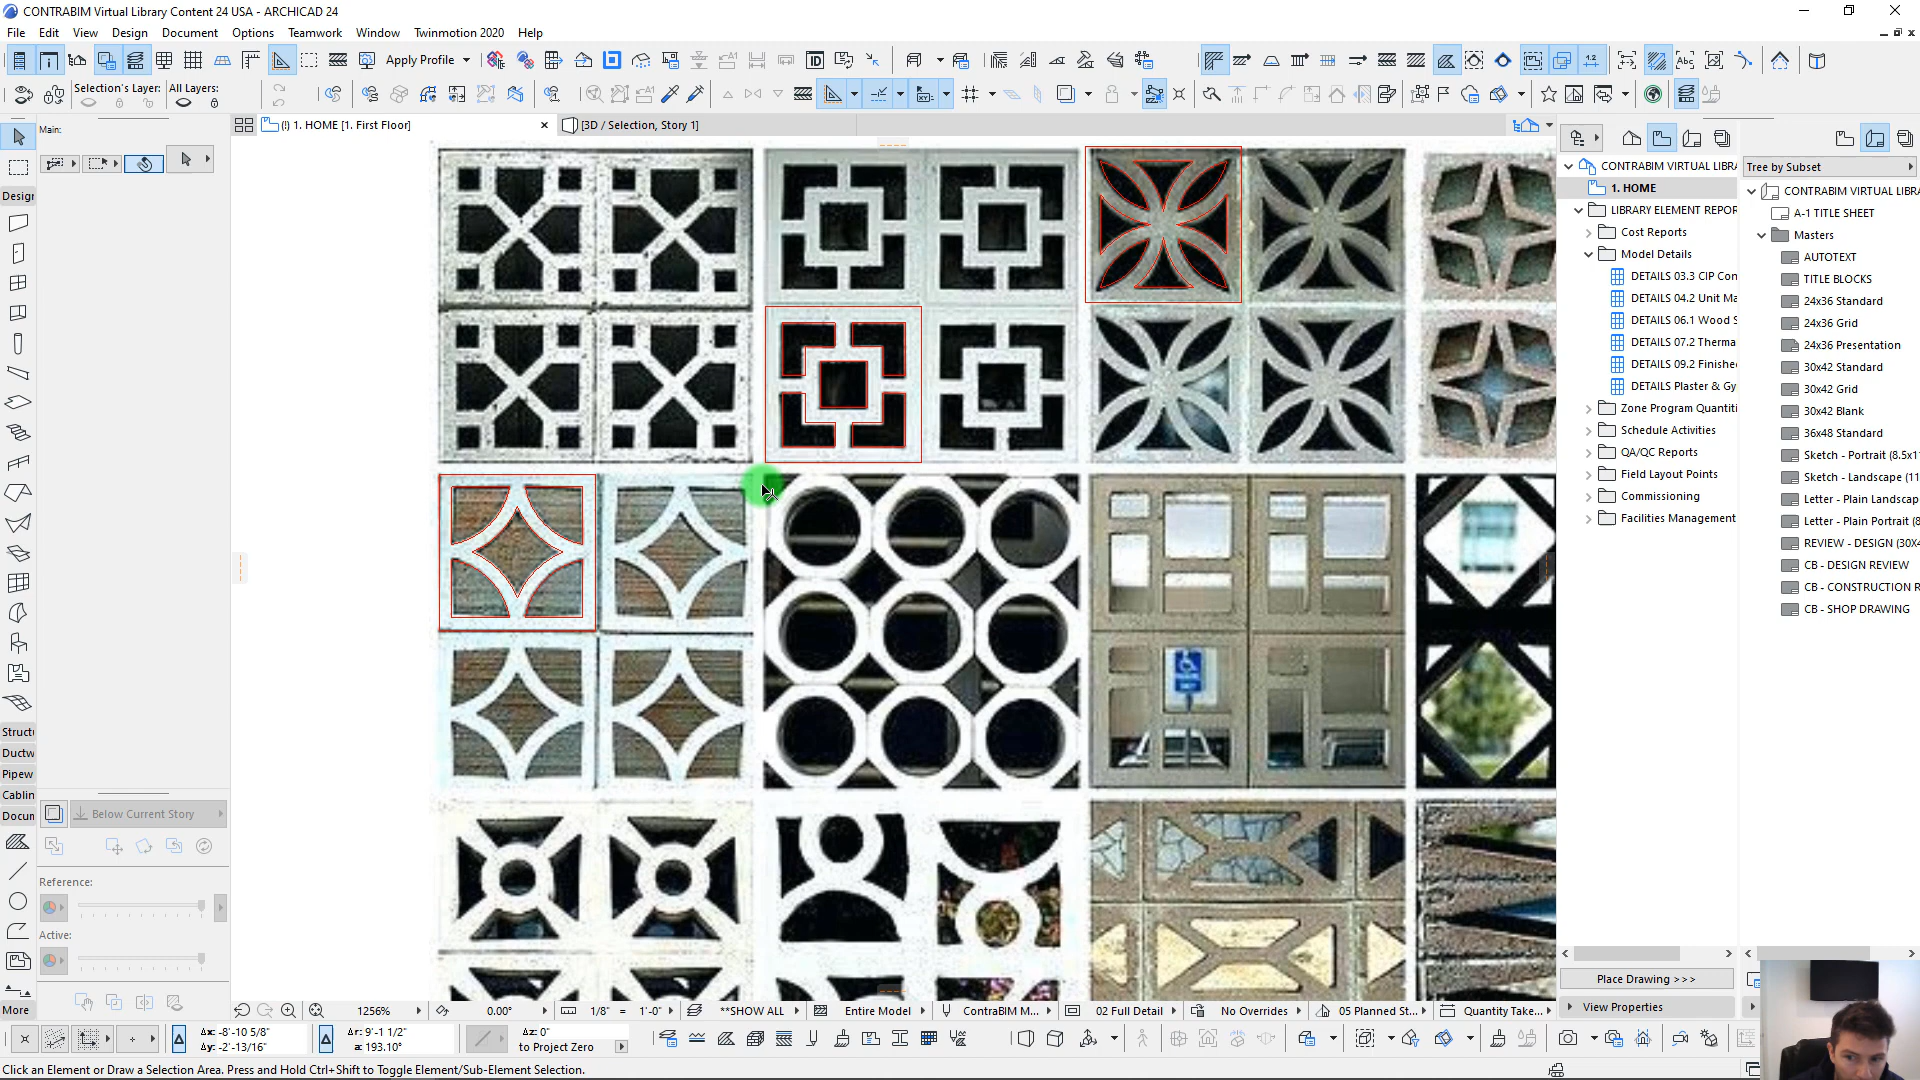 CONTRABIM Virtual Library Content 24 USA - ARCHICAD 24
File Edit View Design Document Options Teamwork Window Twinmotion 2020 Help
Apply Profile
Selection's Layer: All Layers:
Main:
(!) 1. HOME [1. First Floor]
[3D / Selection, Story 1]
Design
Structu
Ductw
Pipew
Cablin
Docun
More
Below Current Story
Reference:
Active:
CONTRABIM VIRTUAL LIBRA
1. HOME
LIBRARY ELEMENT REPOR
Cost Reports
Model Details
DETAILS 03.3 CIP Con
DETAILS 04.2 Unit Ma
DETAILS 06.1 Wood S
DETAILS 07.2 Therma
DETAILS 09.2 Finishe
DETAILS Plaster & Gy
Zone Program Quantiti
Schedule Activities
QA/QC Reports
Field Layout Points
Commissioning
Facilities Management
Place Drawing >>>
View Properties
Tree by Subset
CONTRABIM VIRTUAL LIBRA
A-1 TITLE SHEET
Masters
AUTOTEXT
TITLE BLOCKS
24x36 Standard
24x36 Grid
24x36 Presentation
30x42 Standard
30x42 Grid
30x42 Blank
36x48 Standard
Sketch - Portrait (8.5x1
Sketch - Landscape (11
Letter - Plain Landscap
Letter - Plain Portrait (8
REVIEW - DESIGN (30X4
CB - DESIGN REVIEW
CB - CONSTRUCTION R
CB - SHOP DRAWING
1256% 0.00° 1/8" = 1'-0" **SHOW ALL Entire Model ContraBIM M... 02 Full Detail No Overrides 05 Planned St... Quantity Take...
Δx: -8'-10 5/8" Δr: 9'-1 1/2" Δz: 0"
Δy: -2'-13/16" a: 193.10° to Project Zero
Click an Element or Draw a Selection Area. Press and Hold Ctrl+Shift to Toggle Element/Sub-Element Selection.